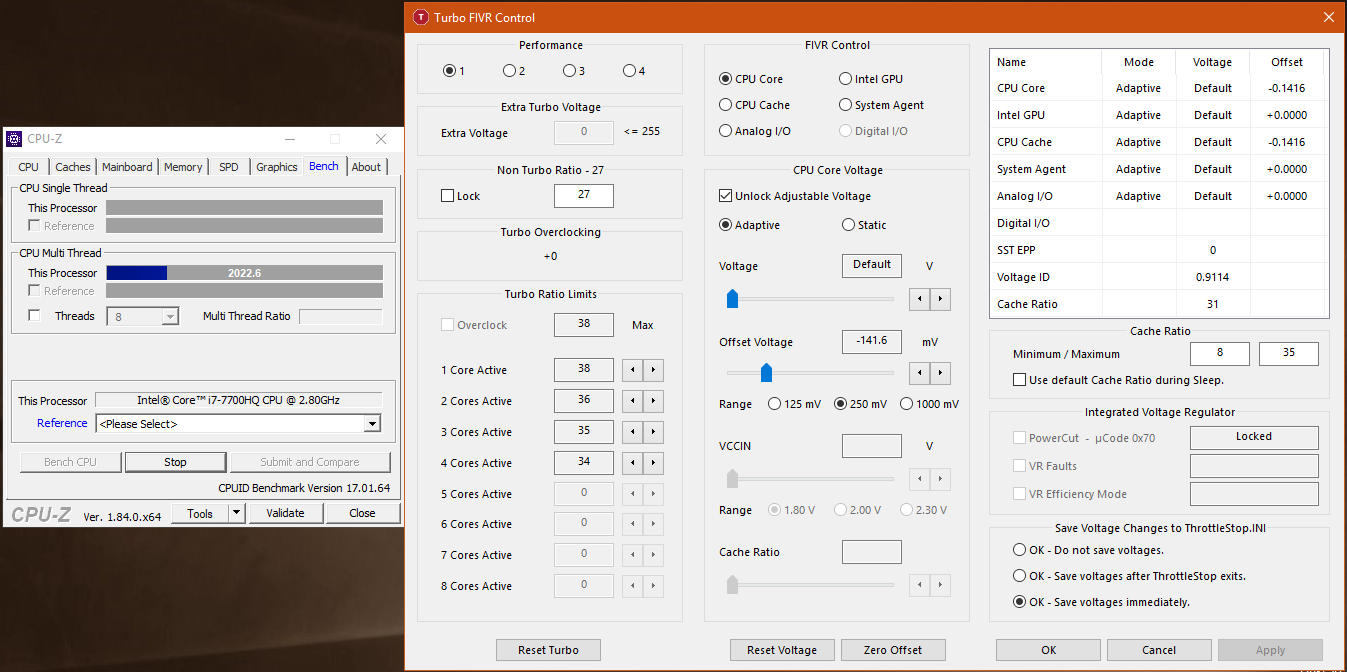 CPU-Z
CPU Caches Mainboard Memory SPD Graphics Bench About
CPU Single Thread
This Processor
Reference
CPU Multi Thread
This Processor 2022.6
Reference
Threads 8 Multi Thread Ratio
This Processor Intel® Core™ i7-7700HQ CPU @ 2.80GHz
Reference <Please Select>
Bench CPU Stop Submit and Compare
CPUID Benchmark Version 17.01.64
CPU-Z Ver. 1.84.0.x64 Tools Validate Close
T Turbo FIVR Control
Performance
1 2 3 4
Extra Turbo Voltage
Extra Voltage 0 <= 255
Non Turbo Ratio - 27
Lock 27
Turbo Overclocking
+0
Turbo Ratio Limits
Overclock 38 Max
1 Core Active 38
2 Cores Active 36
3 Cores Active 35
4 Cores Active 34
5 Cores Active 0
6 Cores Active 0
7 Cores Active 0
8 Cores Active 0
Reset Turbo
FIVR Control
CPU Core Intel GPU
CPU Cache System Agent
Analog I/O Digital I/O
CPU Core Voltage
Unlock Adjustable Voltage
Adaptive Static
Voltage Default V
Offset Voltage -141.6 mV
Range 125 mV 250 mV 1000 mV
VCCIN V
Range 1.80 V 2.00 V 2.30 V
Cache Ratio
Reset Voltage Zero Offset
Name Mode Voltage Offset
CPU Core Adaptive Default -0.1416
Intel GPU Adaptive Default +0.0000
CPU Cache Adaptive Default -0.1416
System Agent Adaptive Default +0.0000
Analog I/O Adaptive Default +0.0000
Digital I/O
SST EPP 0
Voltage ID 0.9114
Cache Ratio 31
Cache Ratio
Minimum / Maximum 8 35
Use default Cache Ratio during Sleep.
Integrated Voltage Regulator
PowerCut - µCode 0x70 Locked
VR Faults
VR Efficiency Mode
Save Voltage Changes to ThrottleStop.INI
OK - Do not save voltages.
OK - Save voltages after ThrottleStop exits.
OK - Save voltages immediately.
OK Cancel Apply